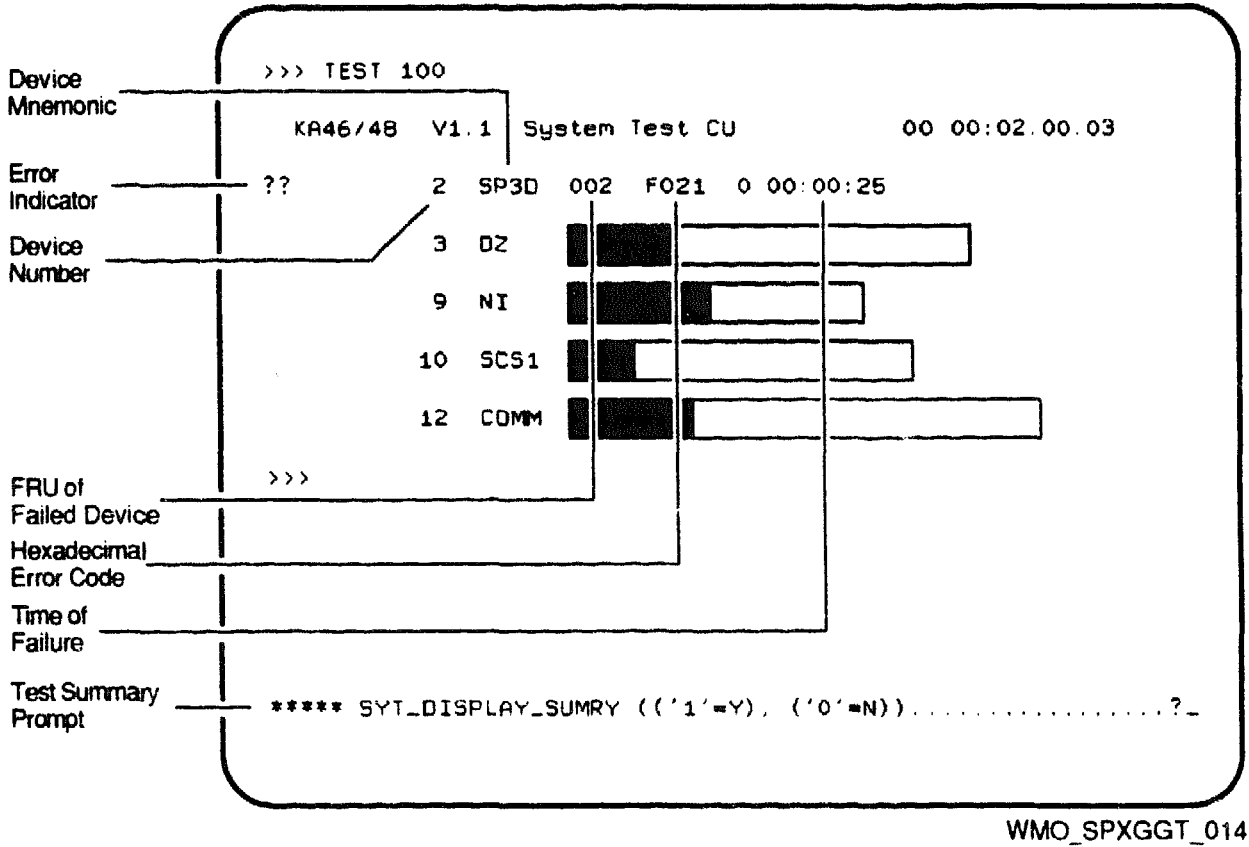 >>> TEST 100
Device
Mnemonic
KA46/48 V1.1 System Test CU 00 00:02.00.03
Error
Indicator
?? 2 SP3D 002 F021 0 00:00:25
Device
Number
3 DZ
9 NI
10 SCS1
12 COMM
>>>
FRU of
Failed Device
Hexadecimal
Error Code
Time of
Failure
Test Summary
Prompt
***** SYT_DISPLAY_SUMRY (('1'=Y), ('0'=N))..................?_
WMO_SPXGGT_014